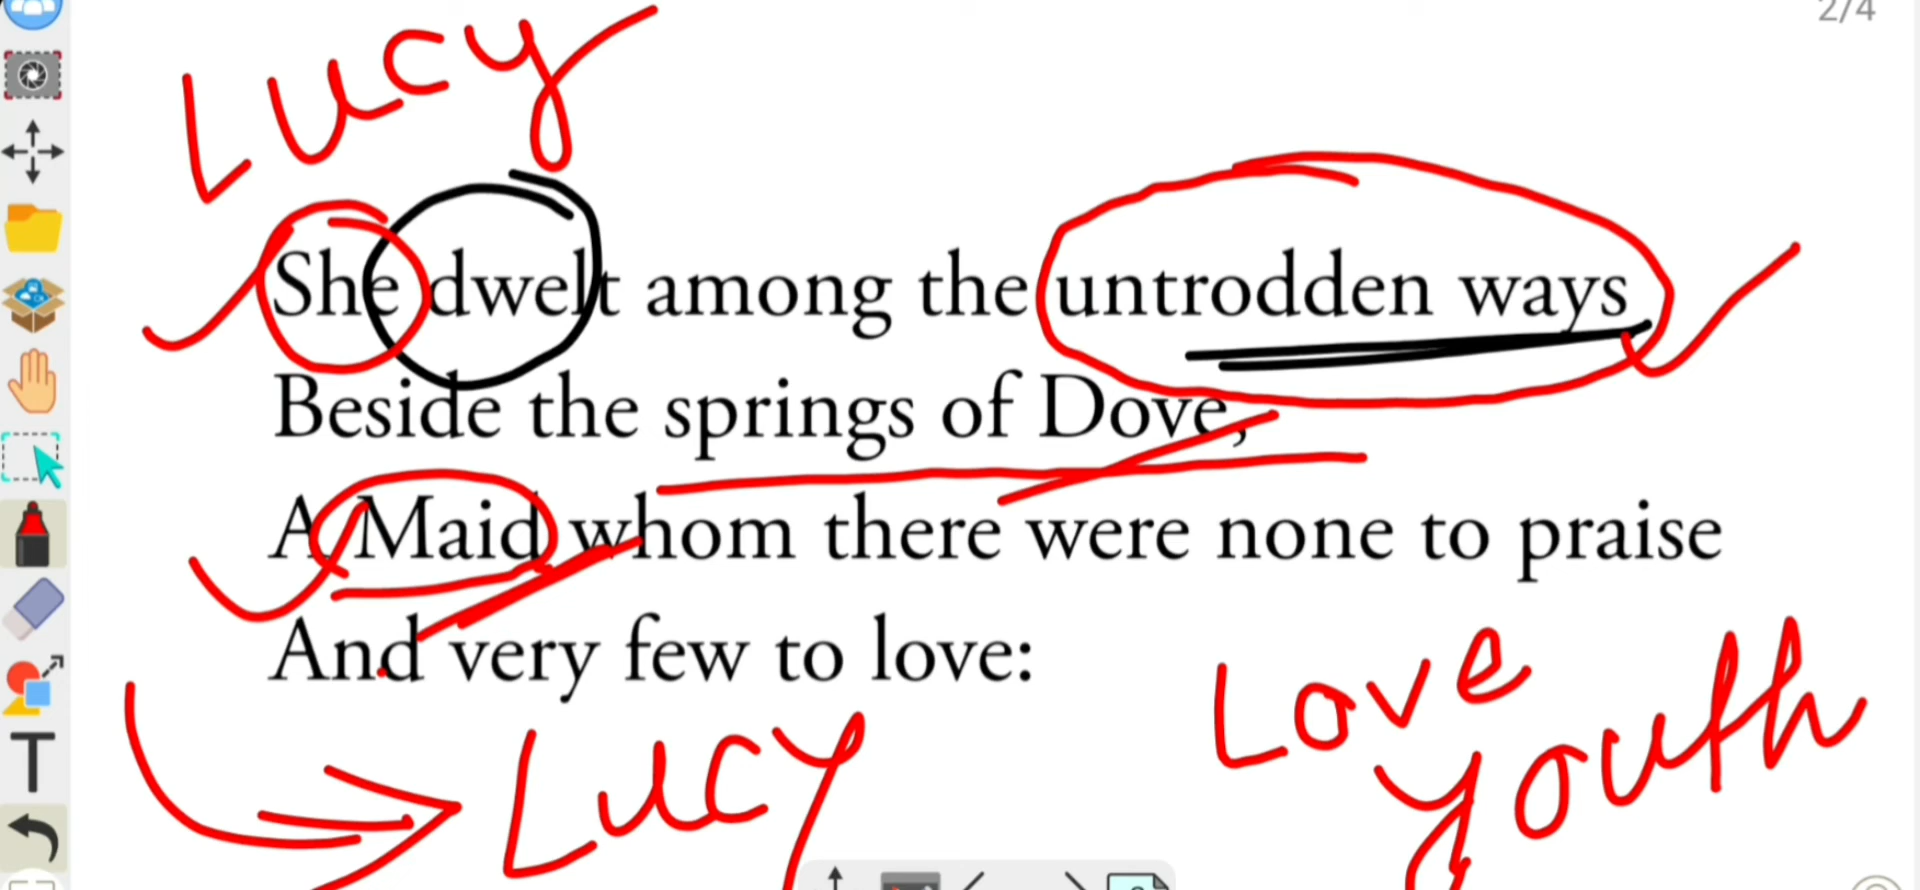 2/4
Lucy
She dwelt among the untrodden ways
Beside the springs of Dove,
A Maid whom there were none to praise
And very few to love:
Love
Lucy
youth
T